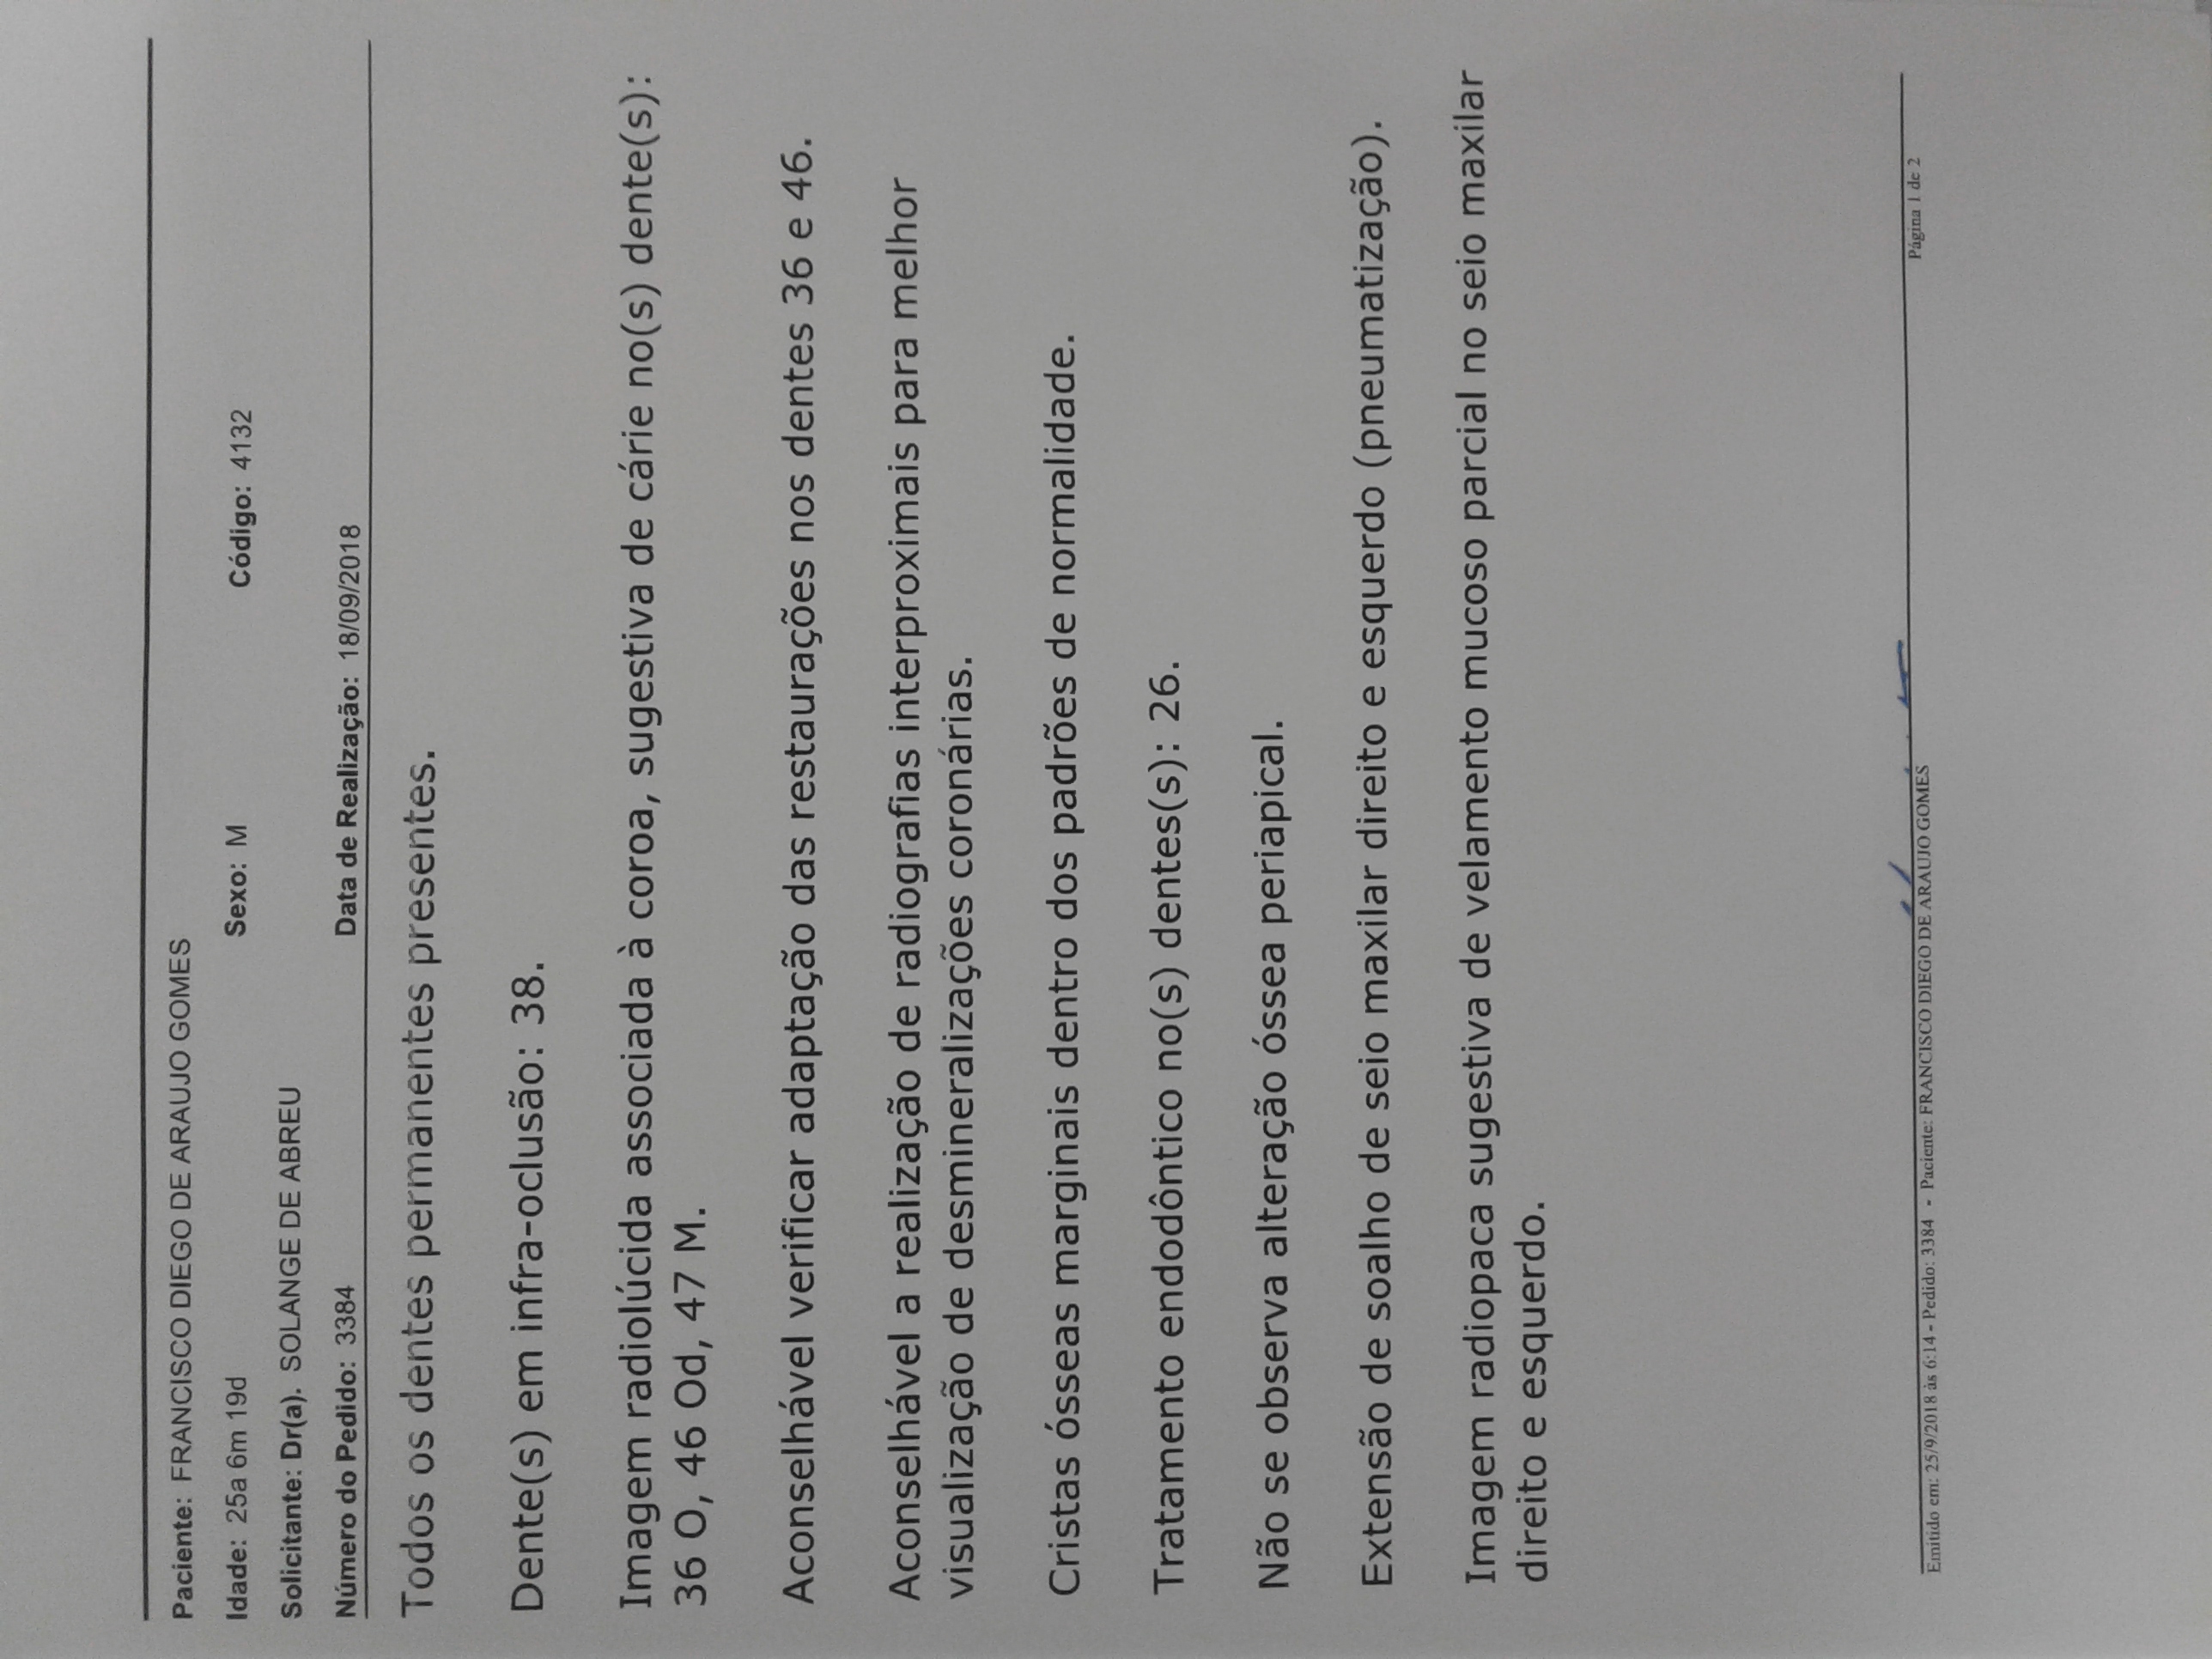 Paciente: FRANCISCO DIEGO DE ARAUJO GOMES
Idade: 25a 6m 19d Sexo: M Código: 4132
Solicitante: Dr(a). SOLANGE DE ABREU
Número do Pedido: 3384 Data de Realização: 18/09/2018
Todos os dentes permanentes presentes.
Dente(s) em infra-oclusão: 38.
Imagem radiolúcida associada à coroa, sugestiva de cárie no(s) dente(s):
36 O, 46 Od, 47 M.
Aconselhável verificar adaptação das restaurações nos dentes 36 e 46.
Aconselhável a realização de radiografias interproximais para melhor
visualização de desmineralizações coronárias.
Cristas ósseas marginais dentro dos padrões de normalidade.
Tratamento endodôntico no(s) dentes(s): 26.
Não se observa alteração óssea periapical.
Extensão de soalho de seio maxilar direito e esquerdo (pneumatização).
Imagem radiopaca sugestiva de velamento mucoso parcial no seio maxilar
direito e esquerdo.
Emitido em: 25/9/2018 às 6:14 - Pedido: 3384 - Paciente: FRANCISCO DIEGO DE ARAUJO GOMES Página 1 de 2